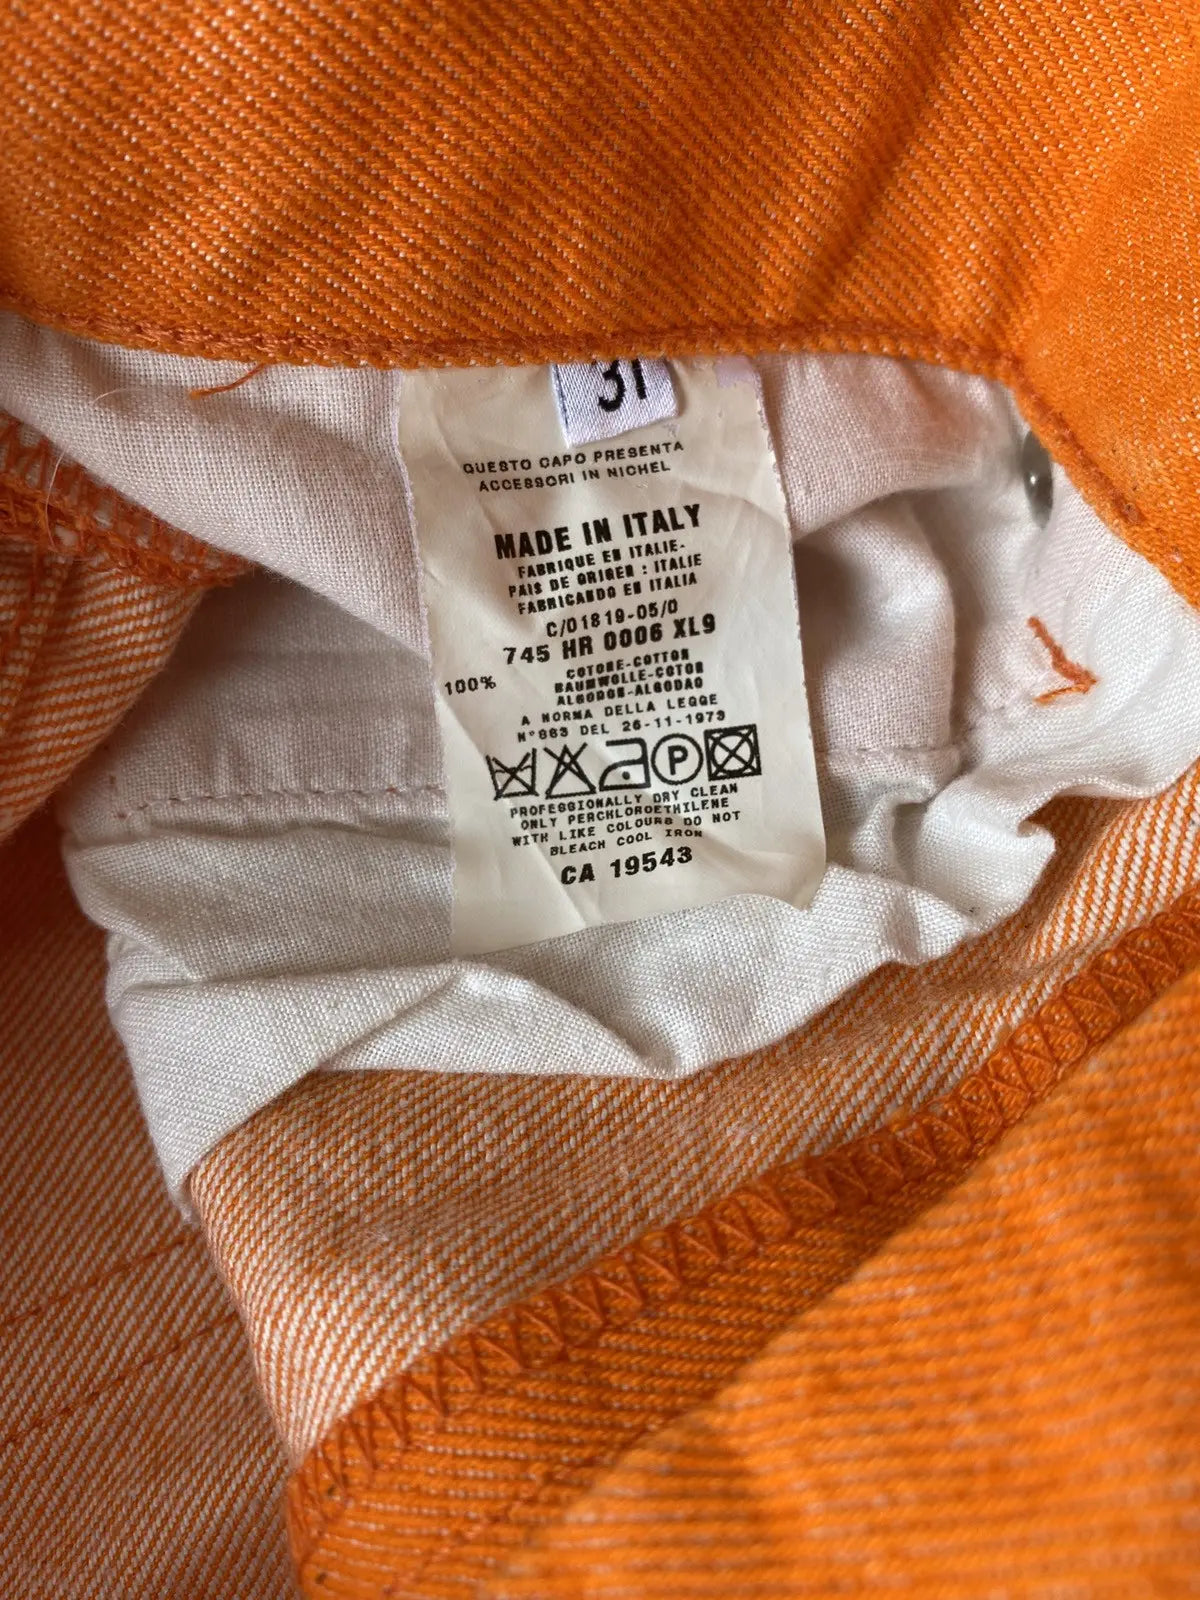 31
QUESTO CAPO PRESENTA
ACCESSORI IN NICHEL
MADE IN ITALY
FABRIQUE EN ITALIE-
PAIS DE ORIGEN : ITALIE
FABRICANDO EN ITALIA
C/01819-05/0
745 HR 0006 XL9
100% COTONE-COTTON
BAUMWOLLE-COTON
ALGODON-ALGODAO
A NORMA DELLA LEGGE
N°883 DEL 26-11-1973
P
PROFESSIONALLY DRY CLEAN
ONLY PERCHLOROETHILENE
WITH LIKE COLOURS DO NOT
BLEACH COOL IRON
CA 19543